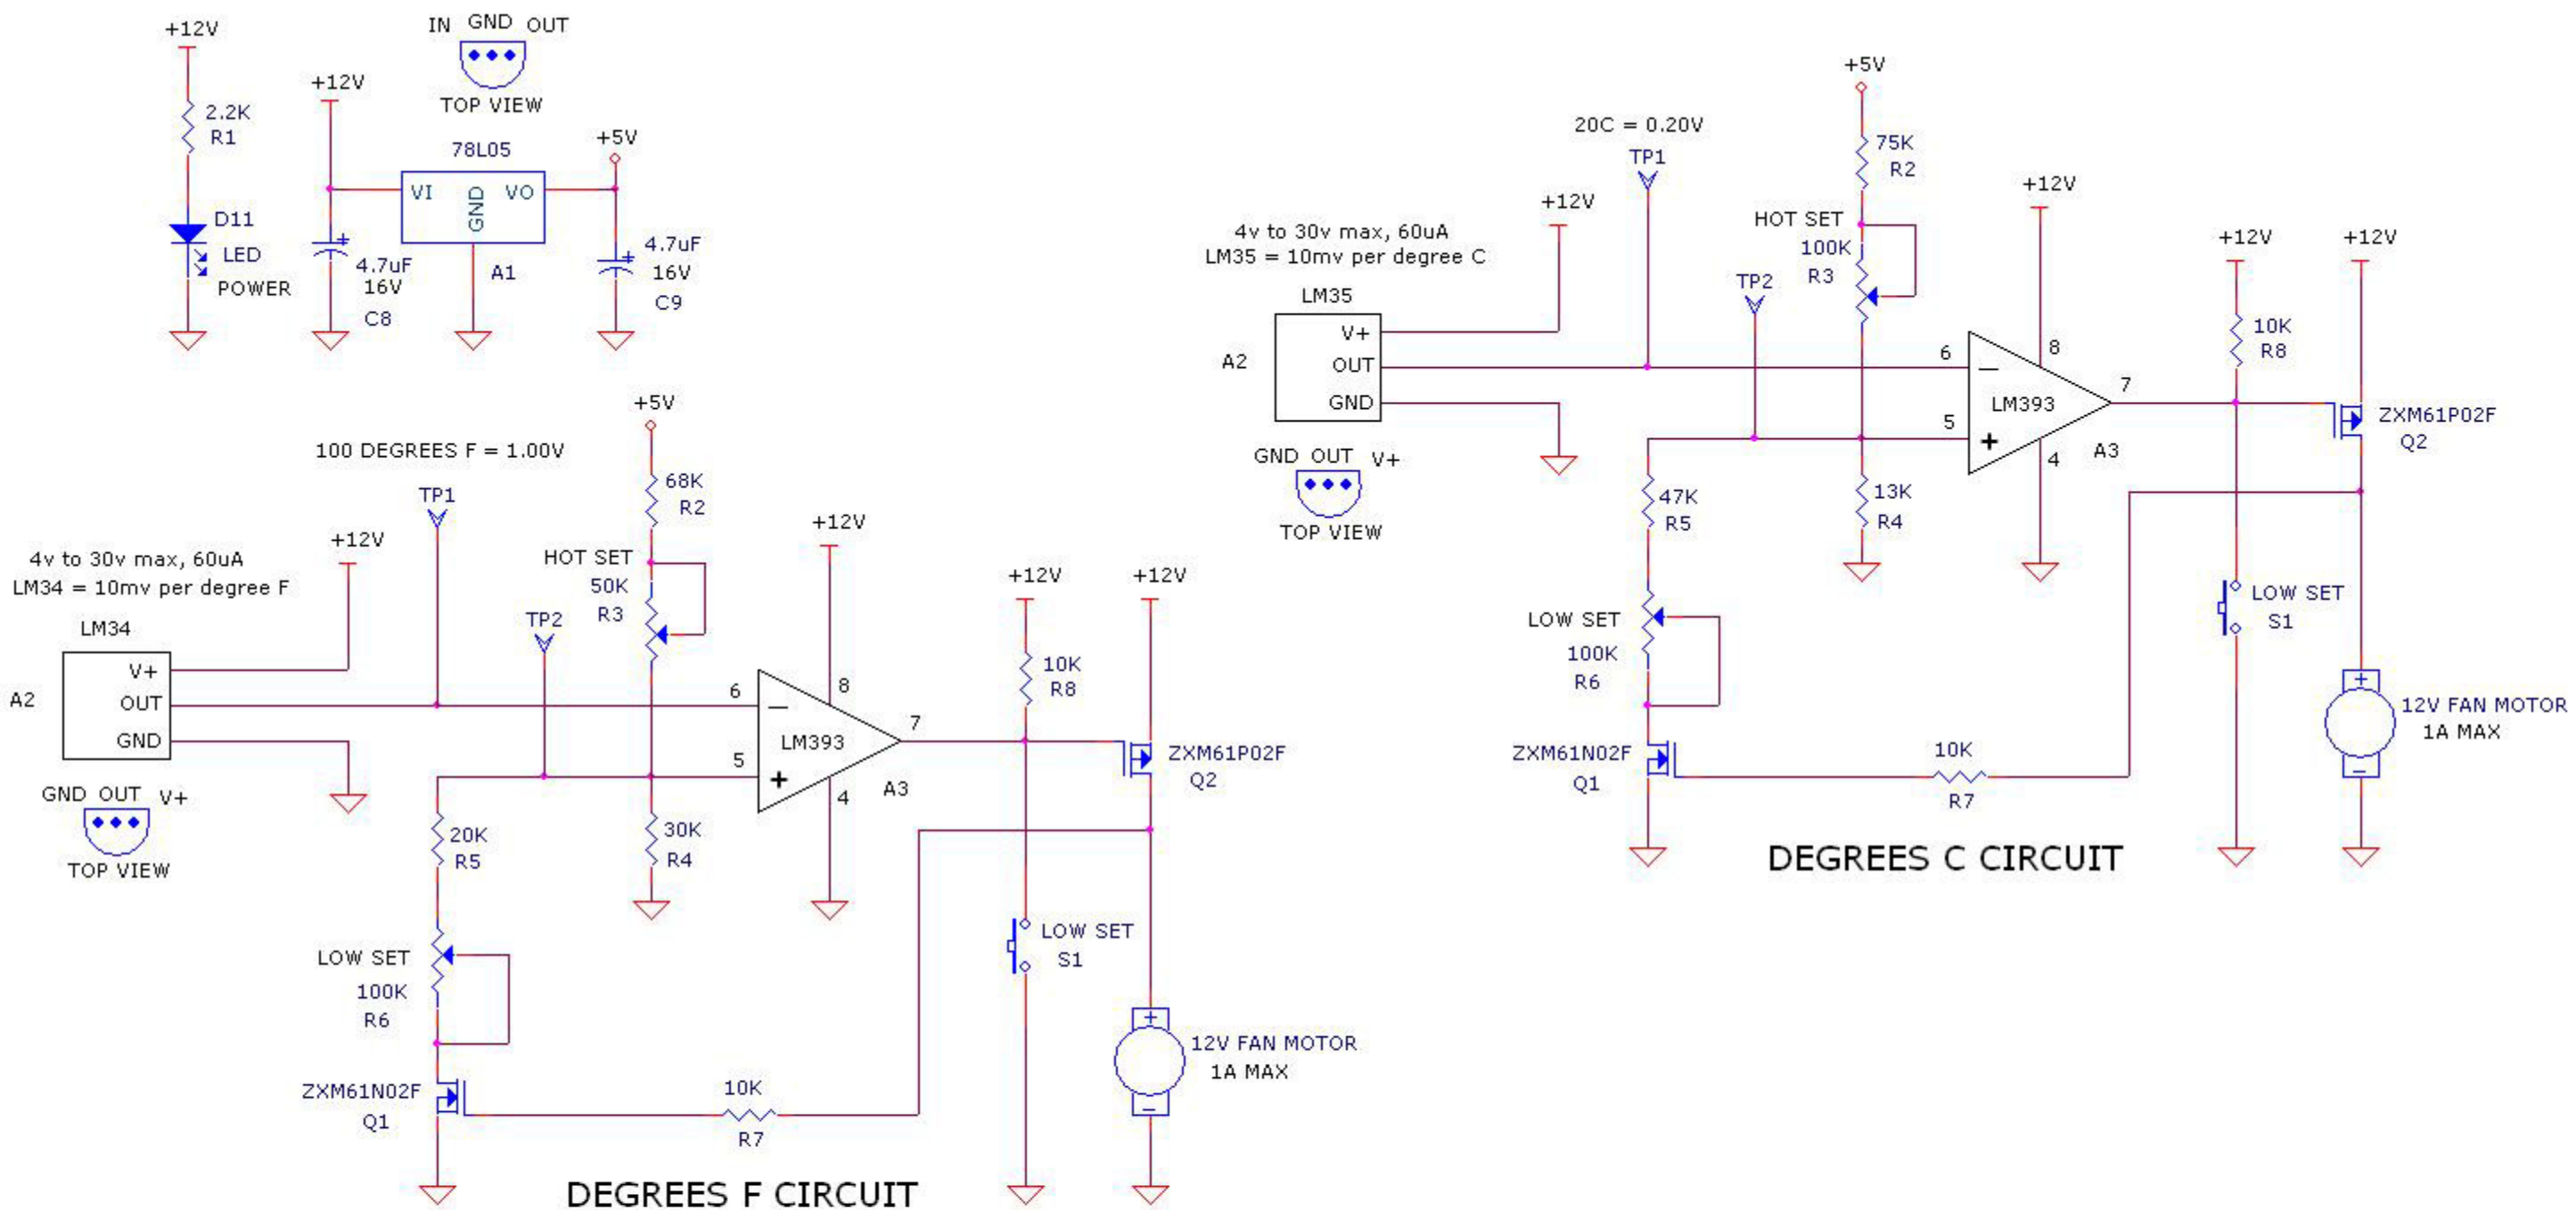 +12V
2.2K
R1
D11
LED
POWER
IN GND OUT
TOP VIEW
+12V
78L05
VI
GND
VO
A1
+5V
4.7uF
16V
C8
4.7uF
16V
C9
100 DEGREES F = 1.00V
TP1
+5V
68K
R2
HOT SET
50K
R3
4v to 30v max, 60uA
LM34 = 10mv per degree F
+12V
LM34
A2
V+
OUT
GND
GND OUT V+
TOP VIEW
TP2
+12V
6
8
LM393
7
5
4
A3
20K
R5
30K
R4
LOW SET
100K
R6
ZXM61N02F
Q1
10K
R7
+12V
10K
R8
+12V
ZXM61P02F
Q2
LOW SET
S1
+
12V FAN MOTOR
1A MAX
DEGREES F CIRCUIT
20C = 0.20V
TP1
+5V
75K
R2
HOT SET
100K
R3
4v to 30v max, 60uA
LM35 = 10mv per degree C
+12V
LM35
A2
V+
OUT
GND
GND OUT V+
TOP VIEW
TP2
+12V
6
8
LM393
7
5
4
A3
47K
R5
13K
R4
LOW SET
100K
R6
ZXM61N02F
Q1
10K
R7
+12V
10K
R8
+12V
ZXM61P02F
Q2
LOW SET
S1
+
12V FAN MOTOR
1A MAX
DEGREES C CIRCUIT